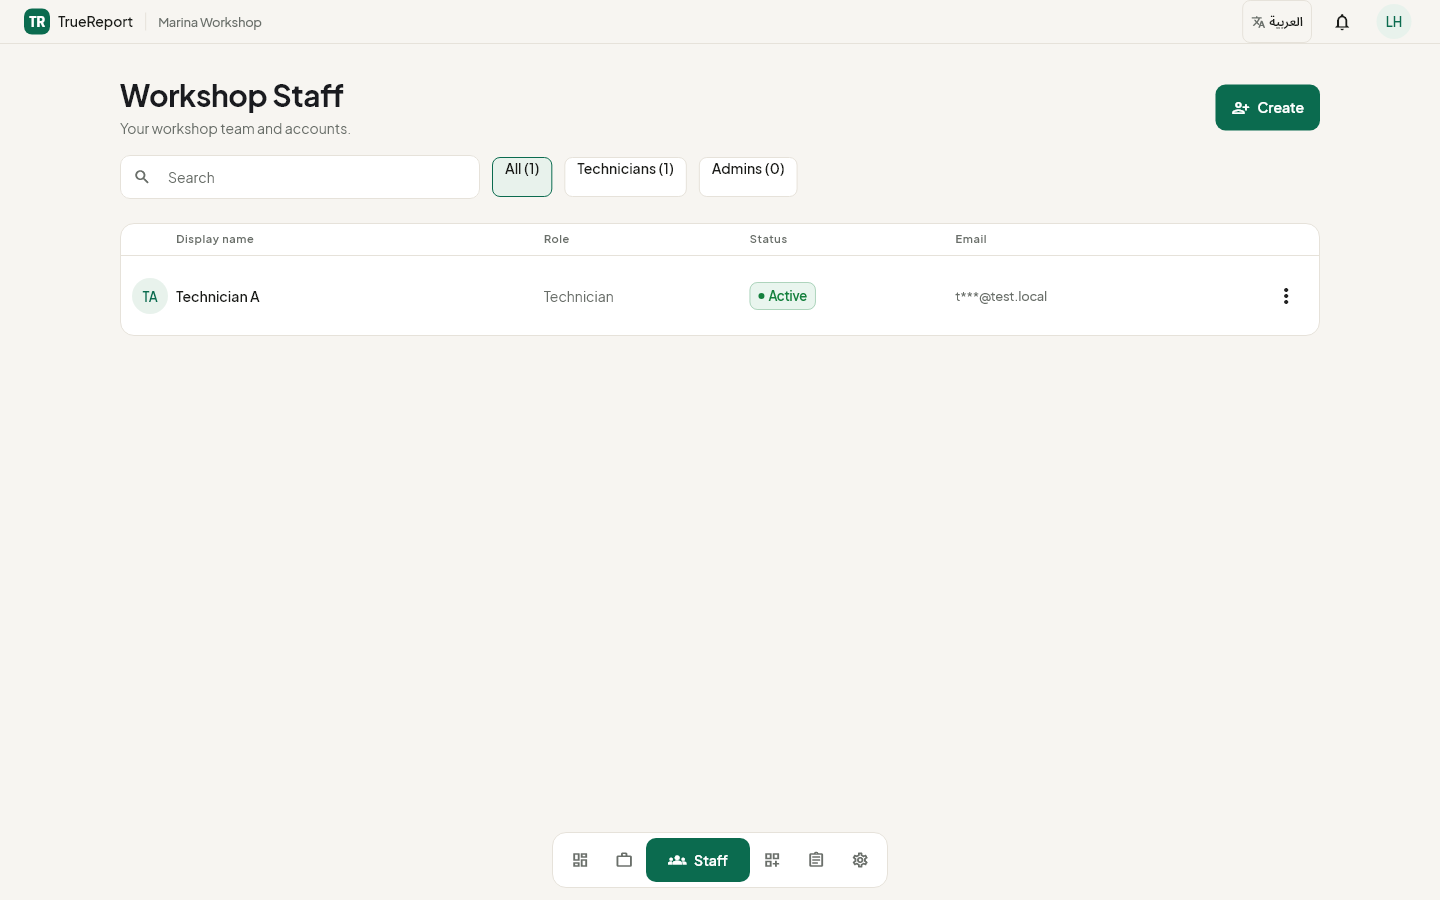 TR TrueReport Marina Workshop العربية LH
Workshop Staff
Your workshop team and accounts.
Create
Search All (1) Technicians (1) Admins (0)
Display name Role Status Email
TA Technician A Technician Active t***@test.local
Staff